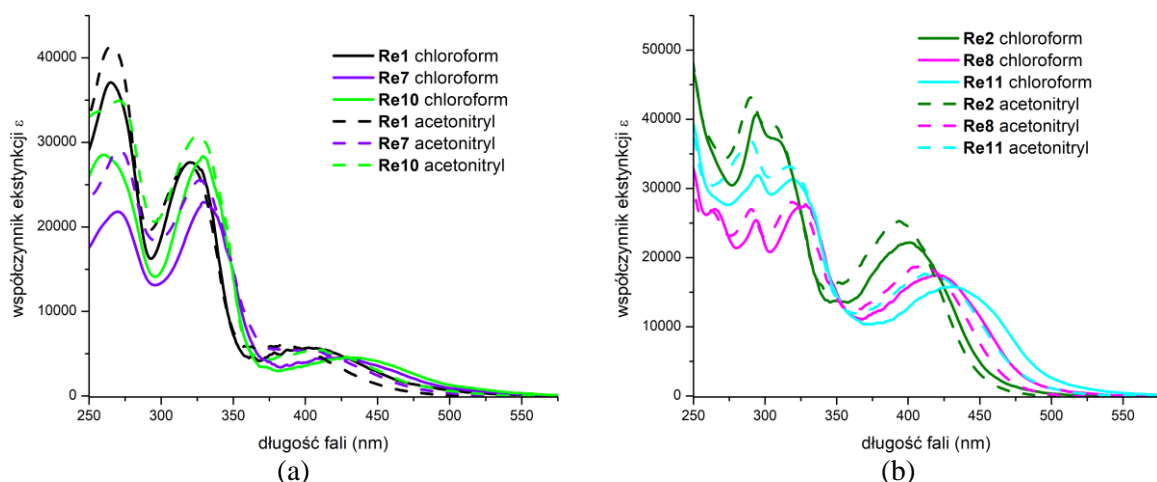 współczynnik ekstynkcji ε
40000
30000
20000
10000
0
Re1 chloroform
Re7 chloroform
Re10 chloroform
Re1 acetonitryl
Re7 acetonitryl
Re10 acetonitryl
250 300 350 400 450 500 550
długość fali (nm)
(a)
współczynnik ekstynkcji ε
50000
40000
30000
20000
10000
0
Re2 chloroform
Re8 chloroform
Re11 chloroform
Re2 acetonitryl
Re8 acetonitryl
Re11 acetonitryl
250 300 350 400 450 500 550
długość fali (nm)
(b)